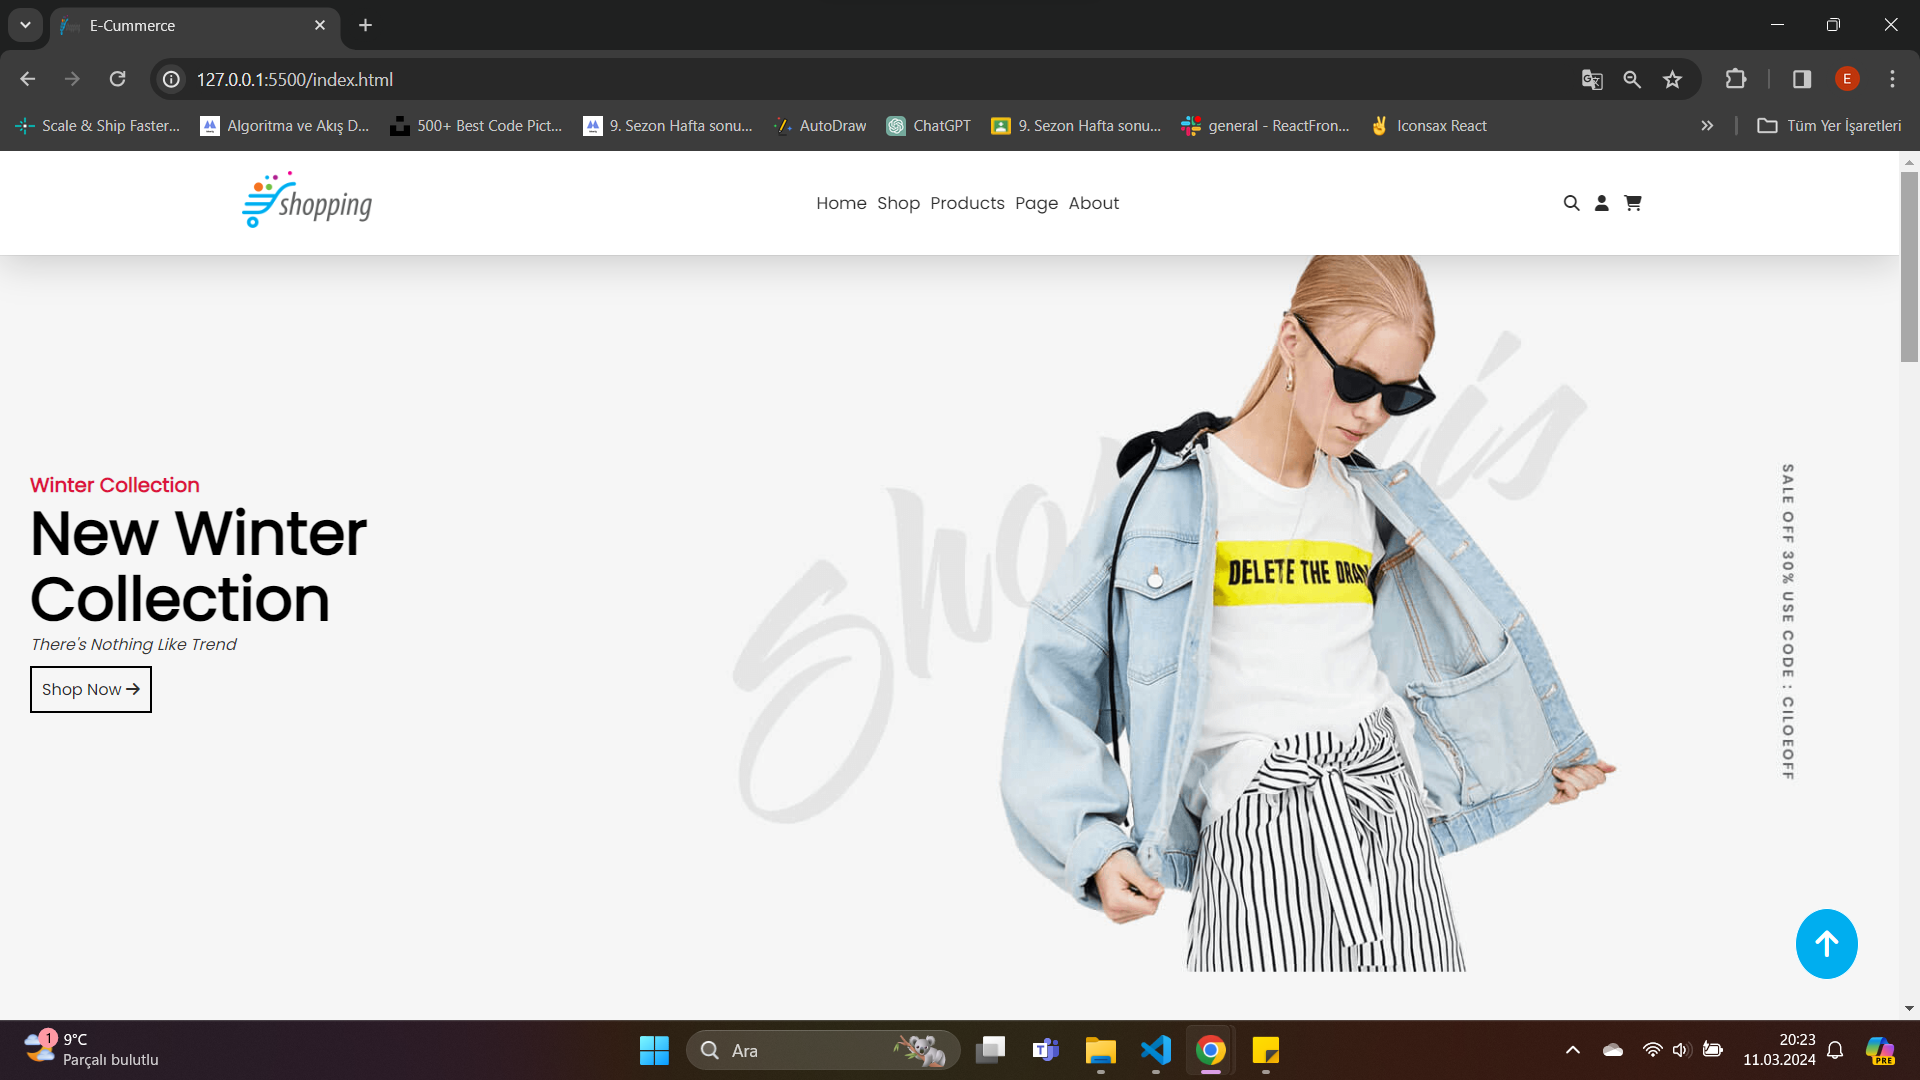 E-Cummerce
127.0.0.1:5500/index.html
E
Scale & Ship Faster...
Algoritma ve Akış D...
500+ Best Code Pict...
9. Sezon Hafta sonu...
AutoDraw
ChatGPT
9. Sezon Hafta sonu...
general - ReactFron...
Iconsax React
Tüm Yer İşaretleri
shopping
Home Shop Products Page About
Winter Collection
New Winter
Collection
There's Nothing Like Trend
Shop Now
DELETE THE DRAM
SALE OFF 30% USE CODE : CILOEOFF
1
9°C
Parçalı bulutlu
Ara
20:23
11.03.2024
PRE